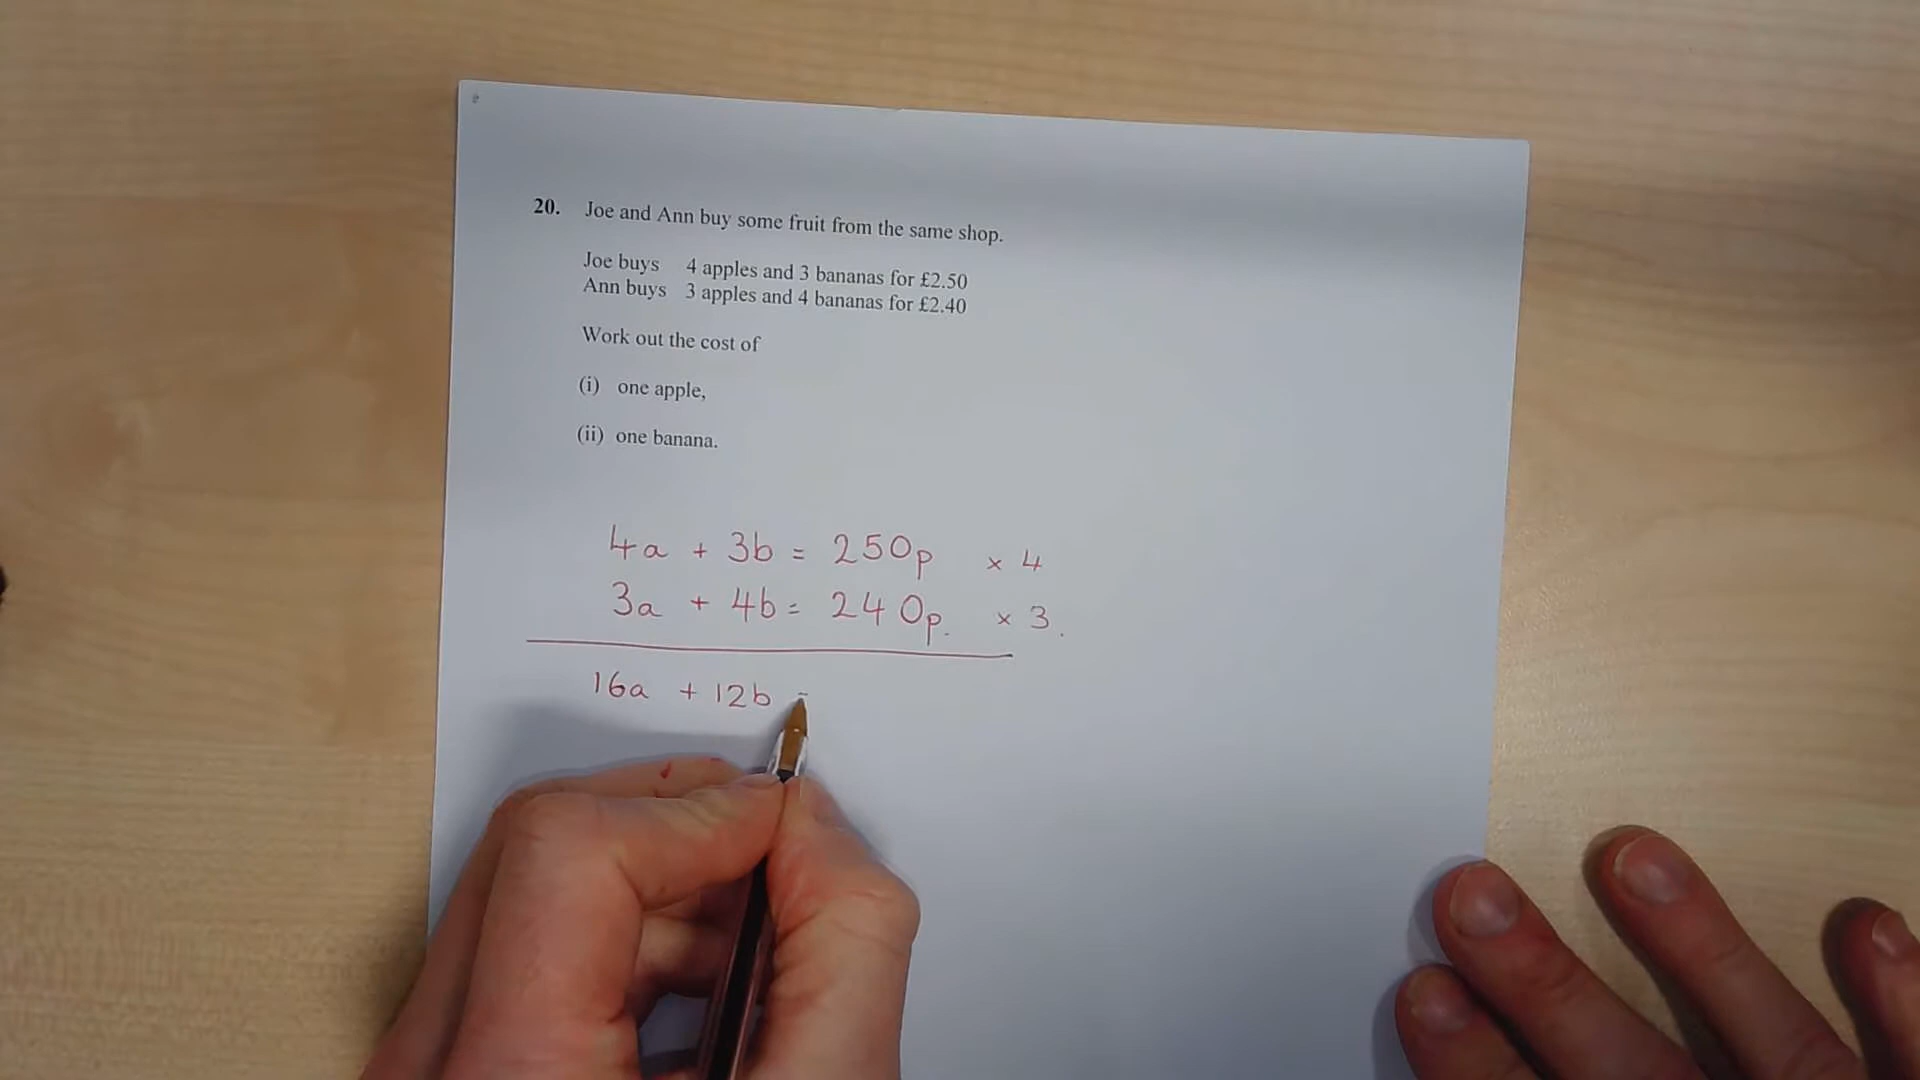 20. Joe and Ann buy some fruit from the same shop.
Joe buys 4 apples and 3 bananas for £2.50
Ann buys 3 apples and 4 bananas for £2.40
Work out the cost of
(i) one apple,
(ii) one banana.
4a + 3b = 250p × 4
3a + 4b = 240p. × 3.
16a + 12b =